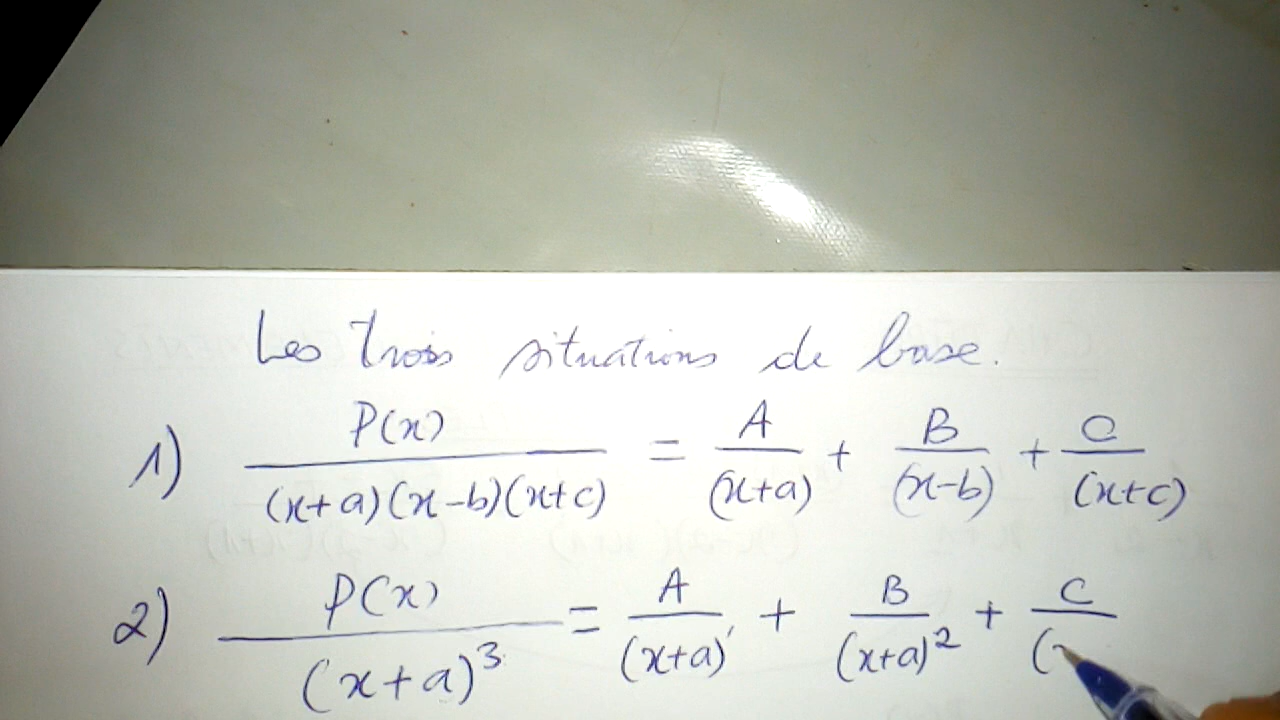 Les Trois situations de base.
1) P(x) / (x+a)(x-b)(x+c) = A / (x+a) + B / (x-b) + C / (x+c)
2) P(x) / (x+a)^3 = A / (x+a)' + B / (x+a)^2 + C / (